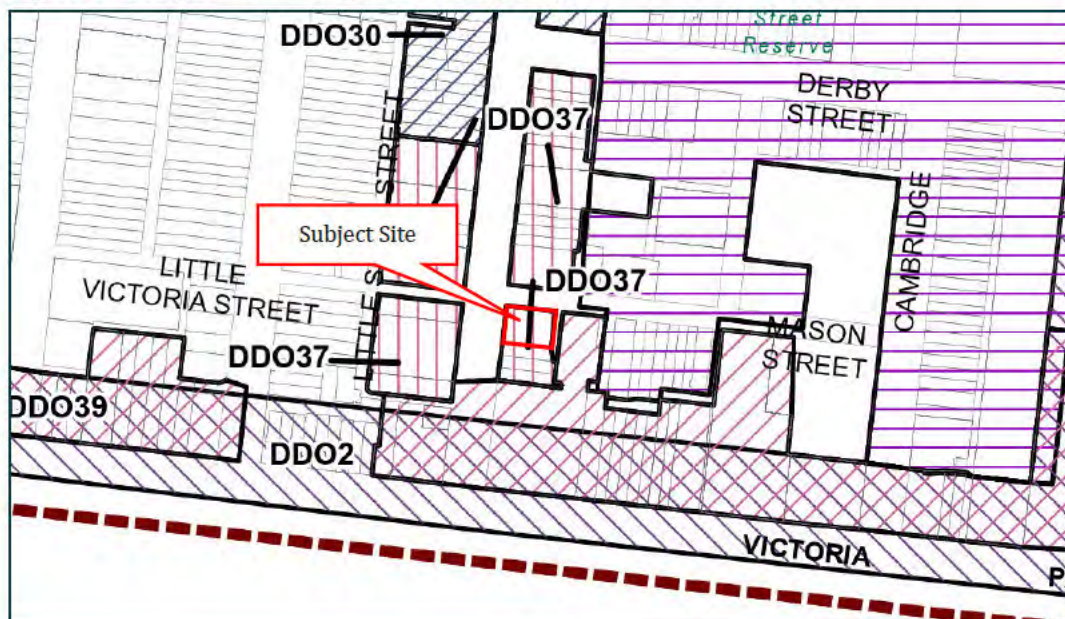 Street
Reserve
DDO30
DERBY
STREET
DDO37
STREET
CAMBRIDGE
Subject Site
LITTLE
VICTORIA STREET
DDO37
MASON
STREET
DDO37
DDO39
DDO2
VICTORIA
P